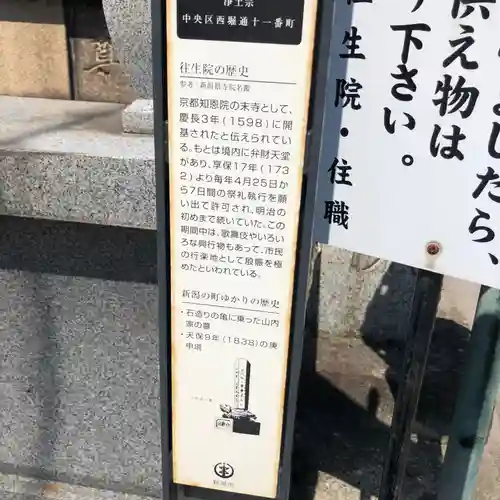 浄土宗
中央区西堀通十一番町
往生院の歴史
参考:新潟県寺院名鑑
京都知恩院の末寺として、
慶長3年(1598)に開
基されたと伝えられてい
る。もとは境内に弁財天堂
があり、享保17年(173
2)より毎年4月25日か
ら7日間の祭礼執行を願
い出て許可され、明治の
初めまで続いていた。この
期間中は、歌舞伎やいろい
ろな興行物もあって、市民
の行楽地として殷賑を極
めたといわれている。
新潟の町ゆかりの歴史
・石造りの亀に乗った山内
家の墓
・天保9年(1838)の庚
申塔
新潟市
したら、
供え物は
下さい。
往生院・住職